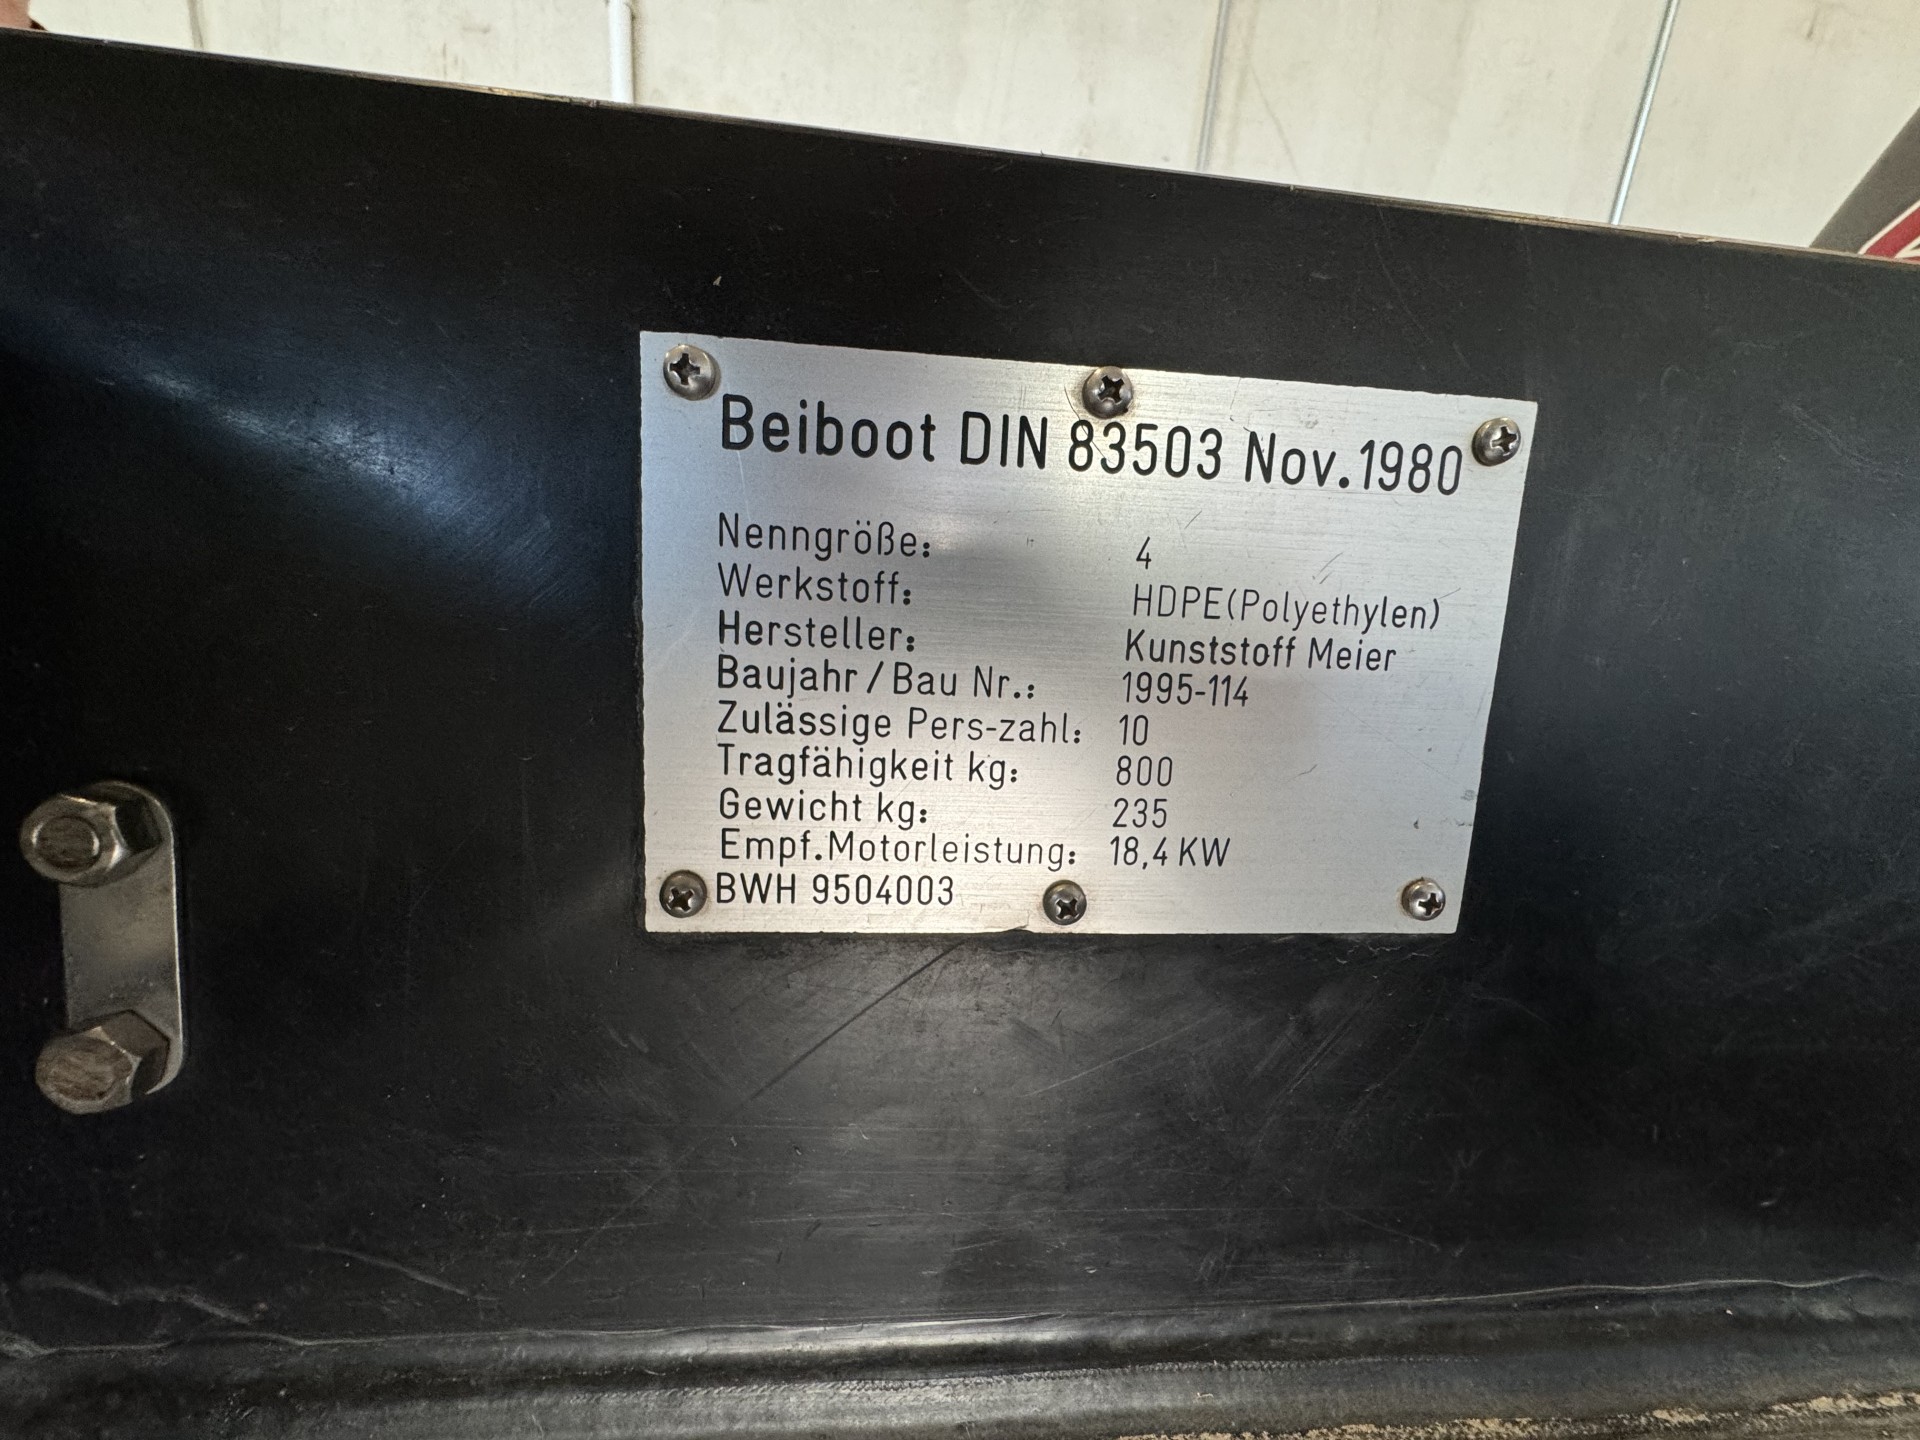 Beiboot DIN 83503 Nov.1980
Nenngröße: 4
Werkstoff: HDPE(Polyethylen)
Hersteller: Kunststoff Meier
Baujahr/Bau Nr.: 1995-114
Zulässige Pers-zahl: 10
Tragfähigkeit kg: 800
Gewicht kg: 235
Empf.Motorleistung: 18,4 KW
BWH 9504003